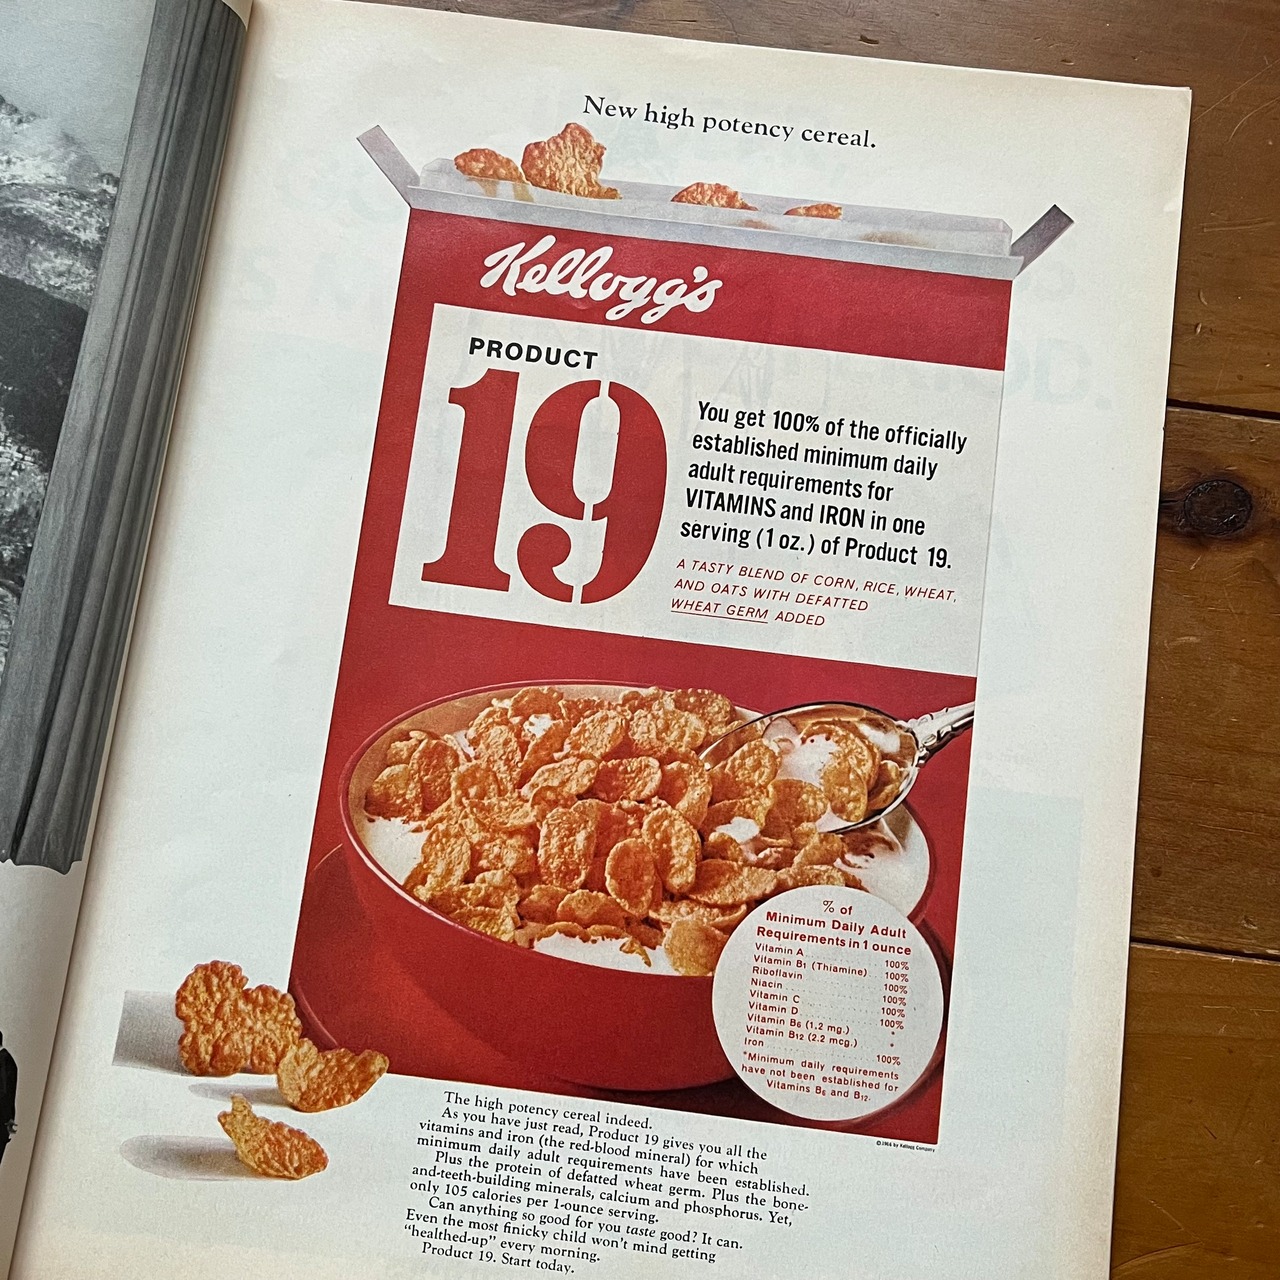 New high potency cereal.
Kellogg's
PRODUCT
19
You get 100% of the officially
established minimum daily
adult requirements for
VITAMINS and IRON in one
serving (1 oz.) of Product 19.
A TASTY BLEND OF CORN, RICE, WHEAT,
AND OATS WITH DEFATTED
WHEAT GERM ADDED
% of
Minimum Daily Adult
Requirements in 1 ounce
Vitamin A 100%
Vitamin B1 (Thiamine) 100%
Riboflavin 100%
Niacin 100%
Vitamin C 100%
Vitamin D 100%
Vitamin B6 (1.2 mg.) *
Vitamin B12 (2.2 mcg.) *
Iron 100%
*Minimum daily requirements
have not been established for
Vitamins B6 and B12.
© 1966 by Kellogg Company
The high potency cereal indeed.
As you have just read, Product 19 gives you all the
vitamins and iron (the red-blood mineral) for which
minimum daily adult requirements have been established.
Plus the protein of defatted wheat germ. Plus the bone-
and-teeth-building minerals, calcium and phosphorus. Yet,
only 105 calories per 1-ounce serving.
Can anything so good for you taste good? It can.
Even the most finicky child won't mind getting
"healthed-up" every morning.
Product 19. Start today.